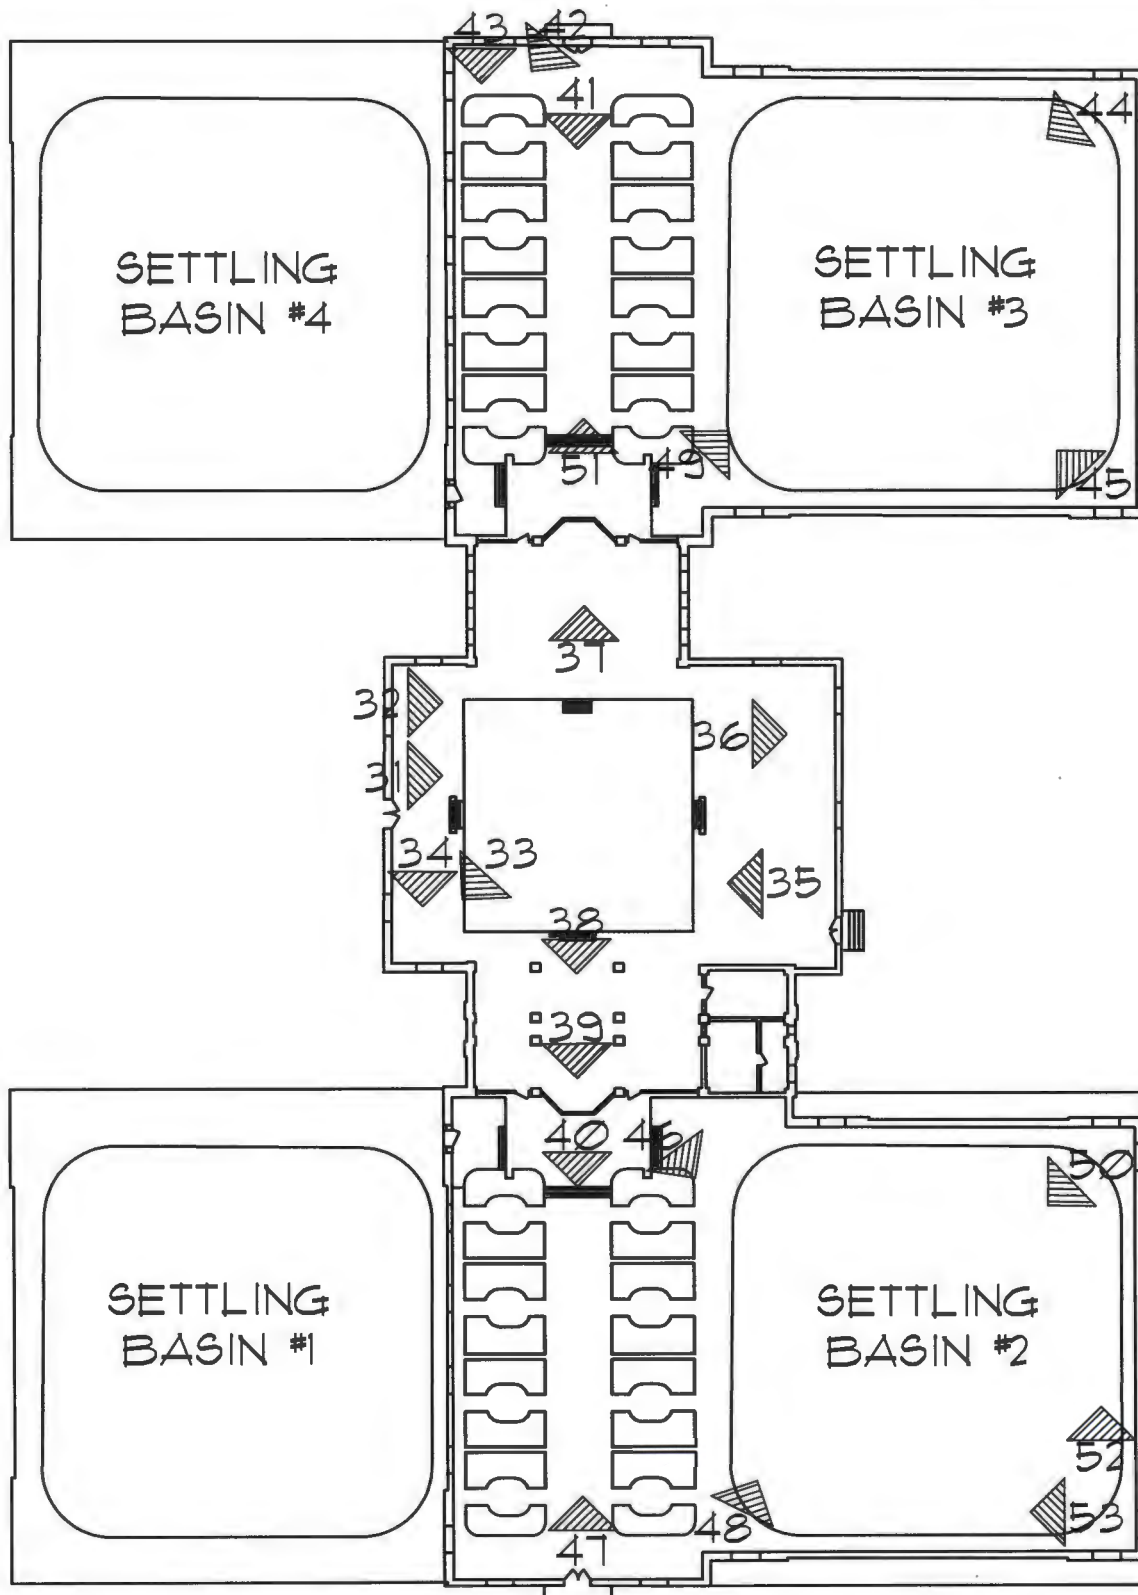 43 42
41
44
SETTLING
BASIN #4
SETTLING
BASIN #3
51 49
45
37
32
36
31
34 33
35
38
39
40 46
50
SETTLING
BASIN #1
SETTLING
BASIN #2
52
48 53
47